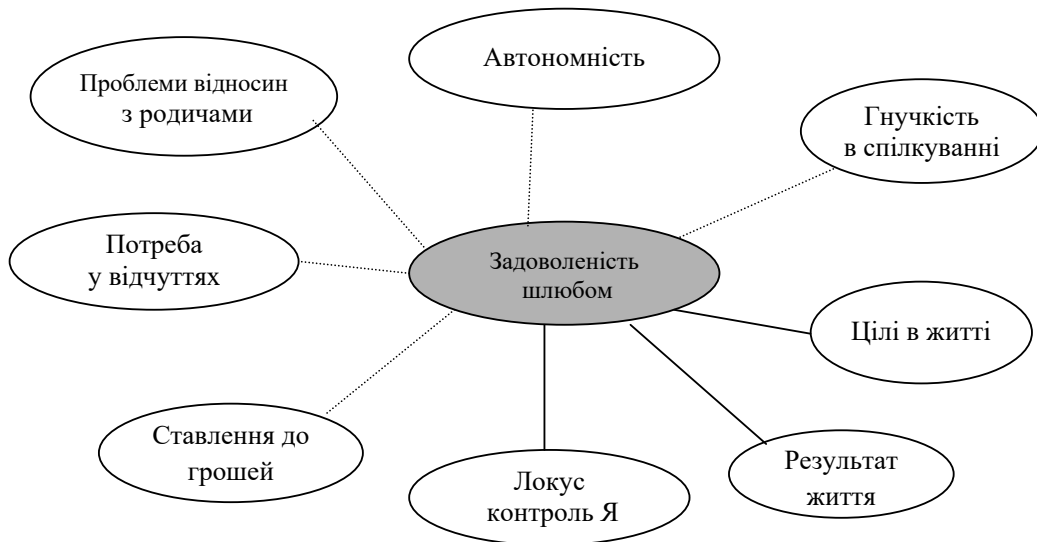 Автономність
Проблеми відносин
з родичами
Гнучкість
в спілкуванні
Потреба
у відчуттях
Задоволеність
шлюбом
Цілі в житті
Ставлення до
грошей
Локус
контроль Я
Результат
життя